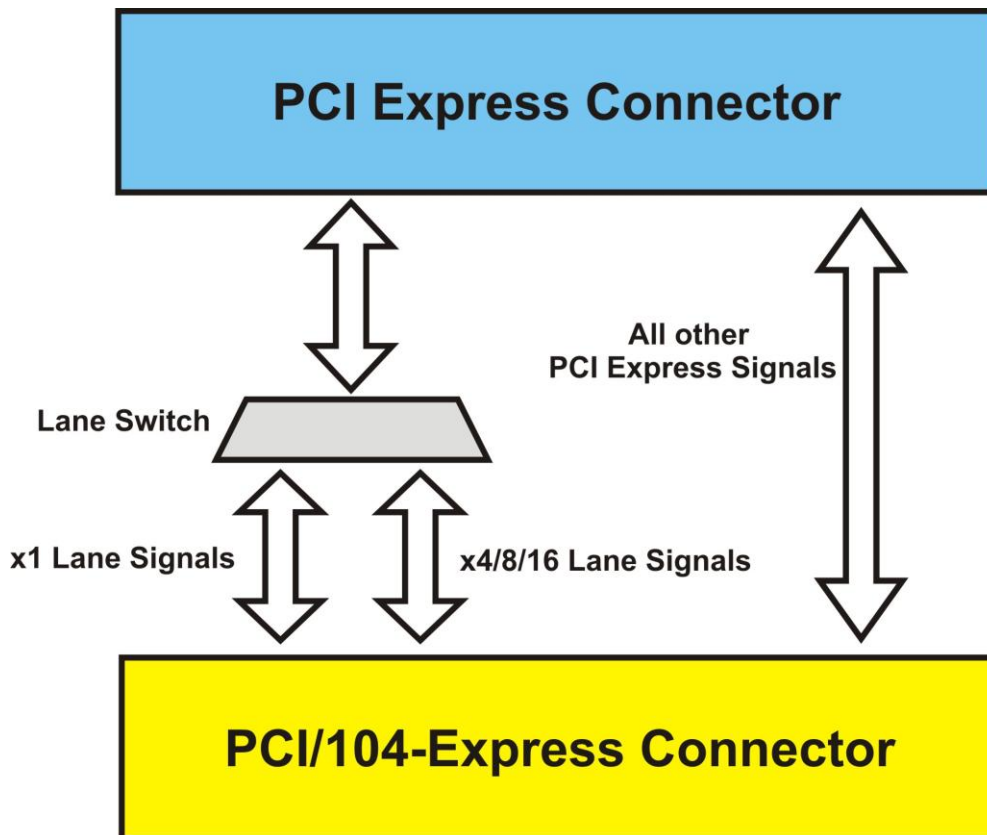 PCI Express Connector
All other
PCI Express Signals
Lane Switch
x1 Lane Signals
x4/8/16 Lane Signals
PCI/104-Express Connector